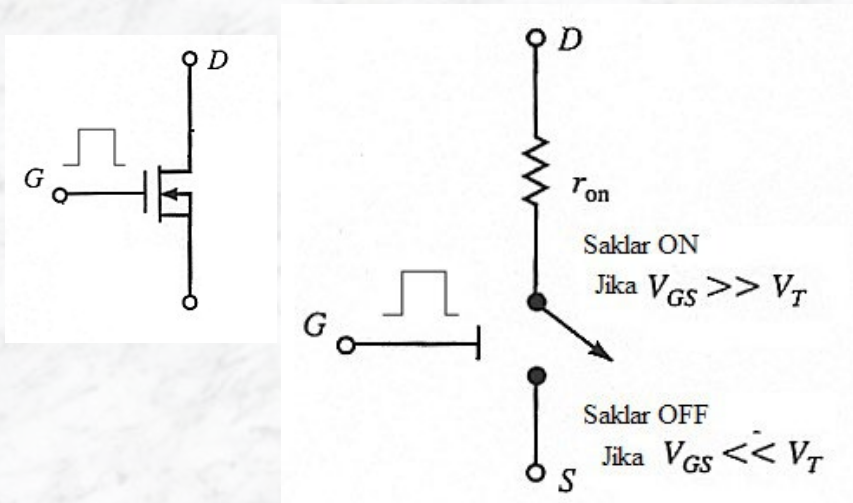 D
G
D
r_on
Saklar ON
Jika V_GS >> V_T
G
Saklar OFF
Jika V_GS << V_T
S